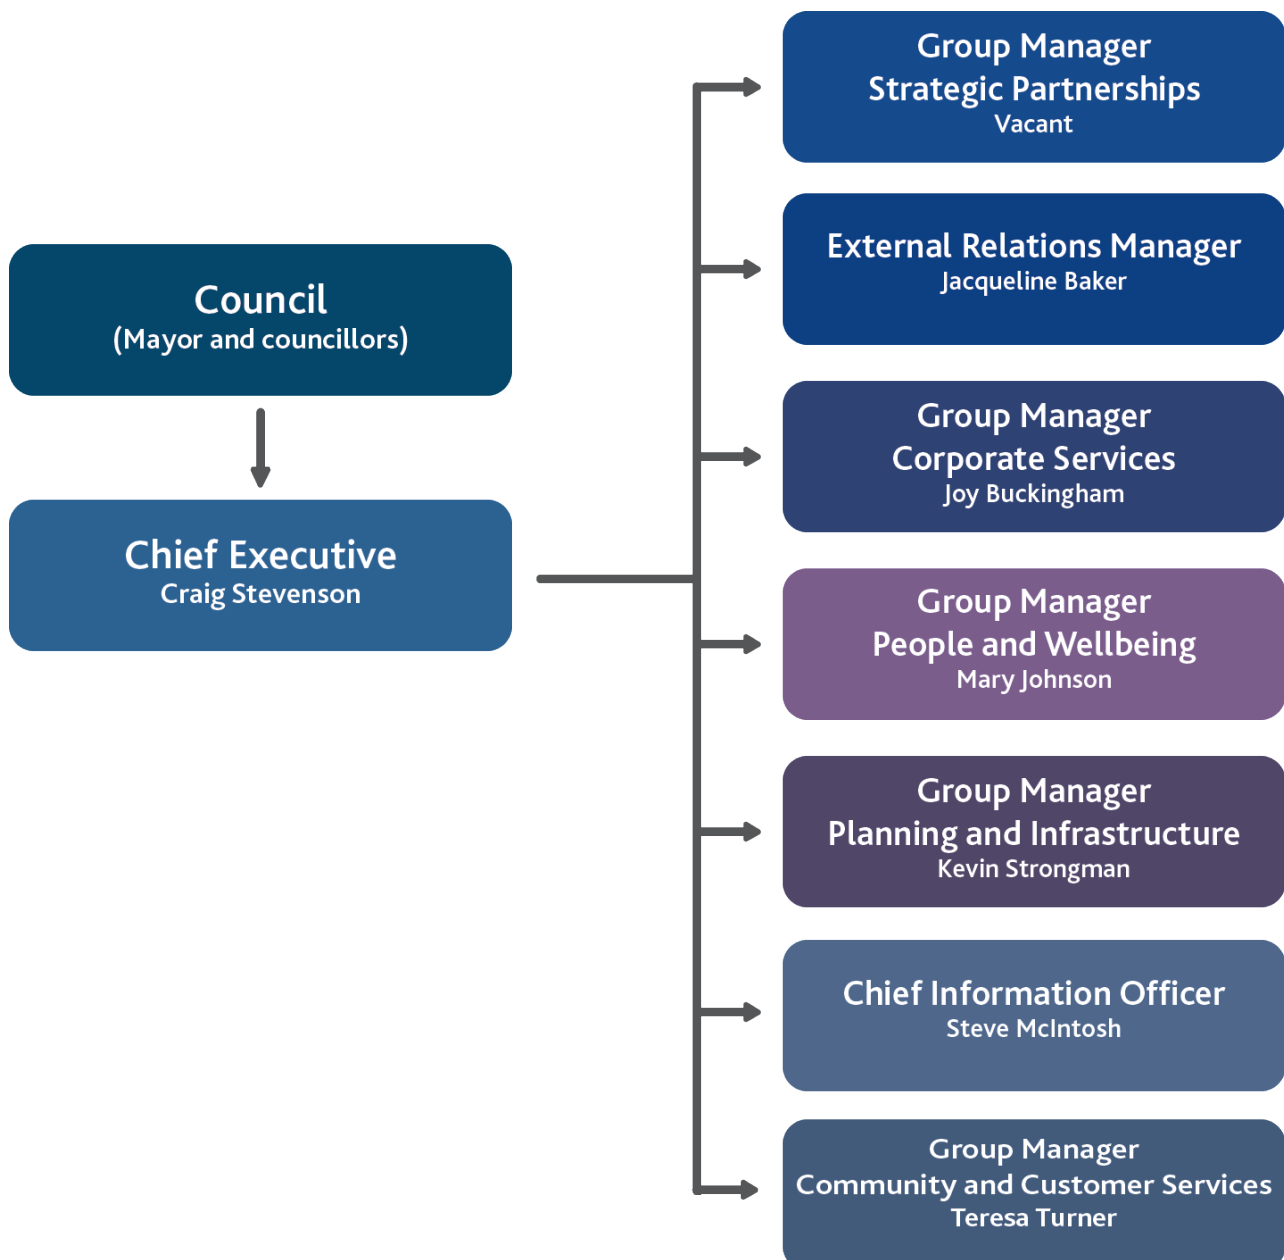 Council
(Mayor and councillors)
Chief Executive
Craig Stevenson
Group Manager
Strategic Partnerships
Vacant
External Relations Manager
Jacqueline Baker
Group Manager
Corporate Services
Joy Buckingham
Group Manager
People and Wellbeing
Mary Johnson
Group Manager
Planning and Infrastructure
Kevin Strongman
Chief Information Officer
Steve McIntosh
Group Manager
Community and Customer Services
Teresa Turner